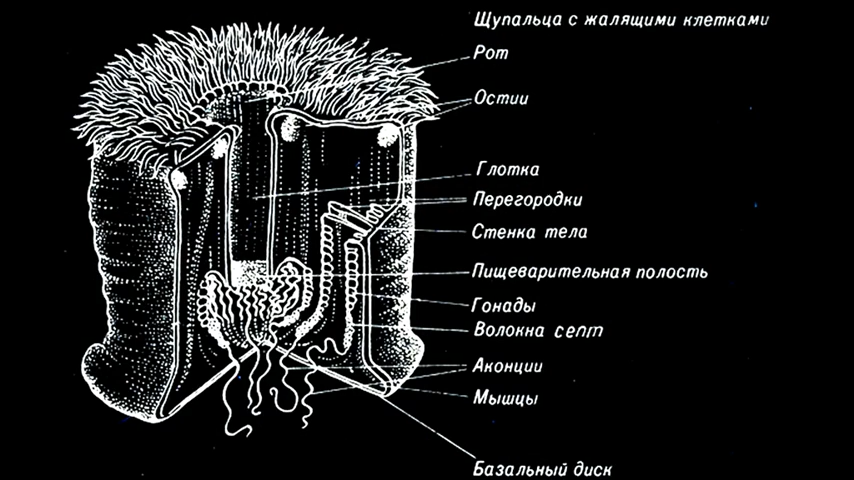 Щупальца с жалящими клетками
Рот
Остии
Глотка
Перегородки
Стенка тела
Пищеварительная полость
Гонады
Волокна септ
Аконции
Мышцы
Базальный диск